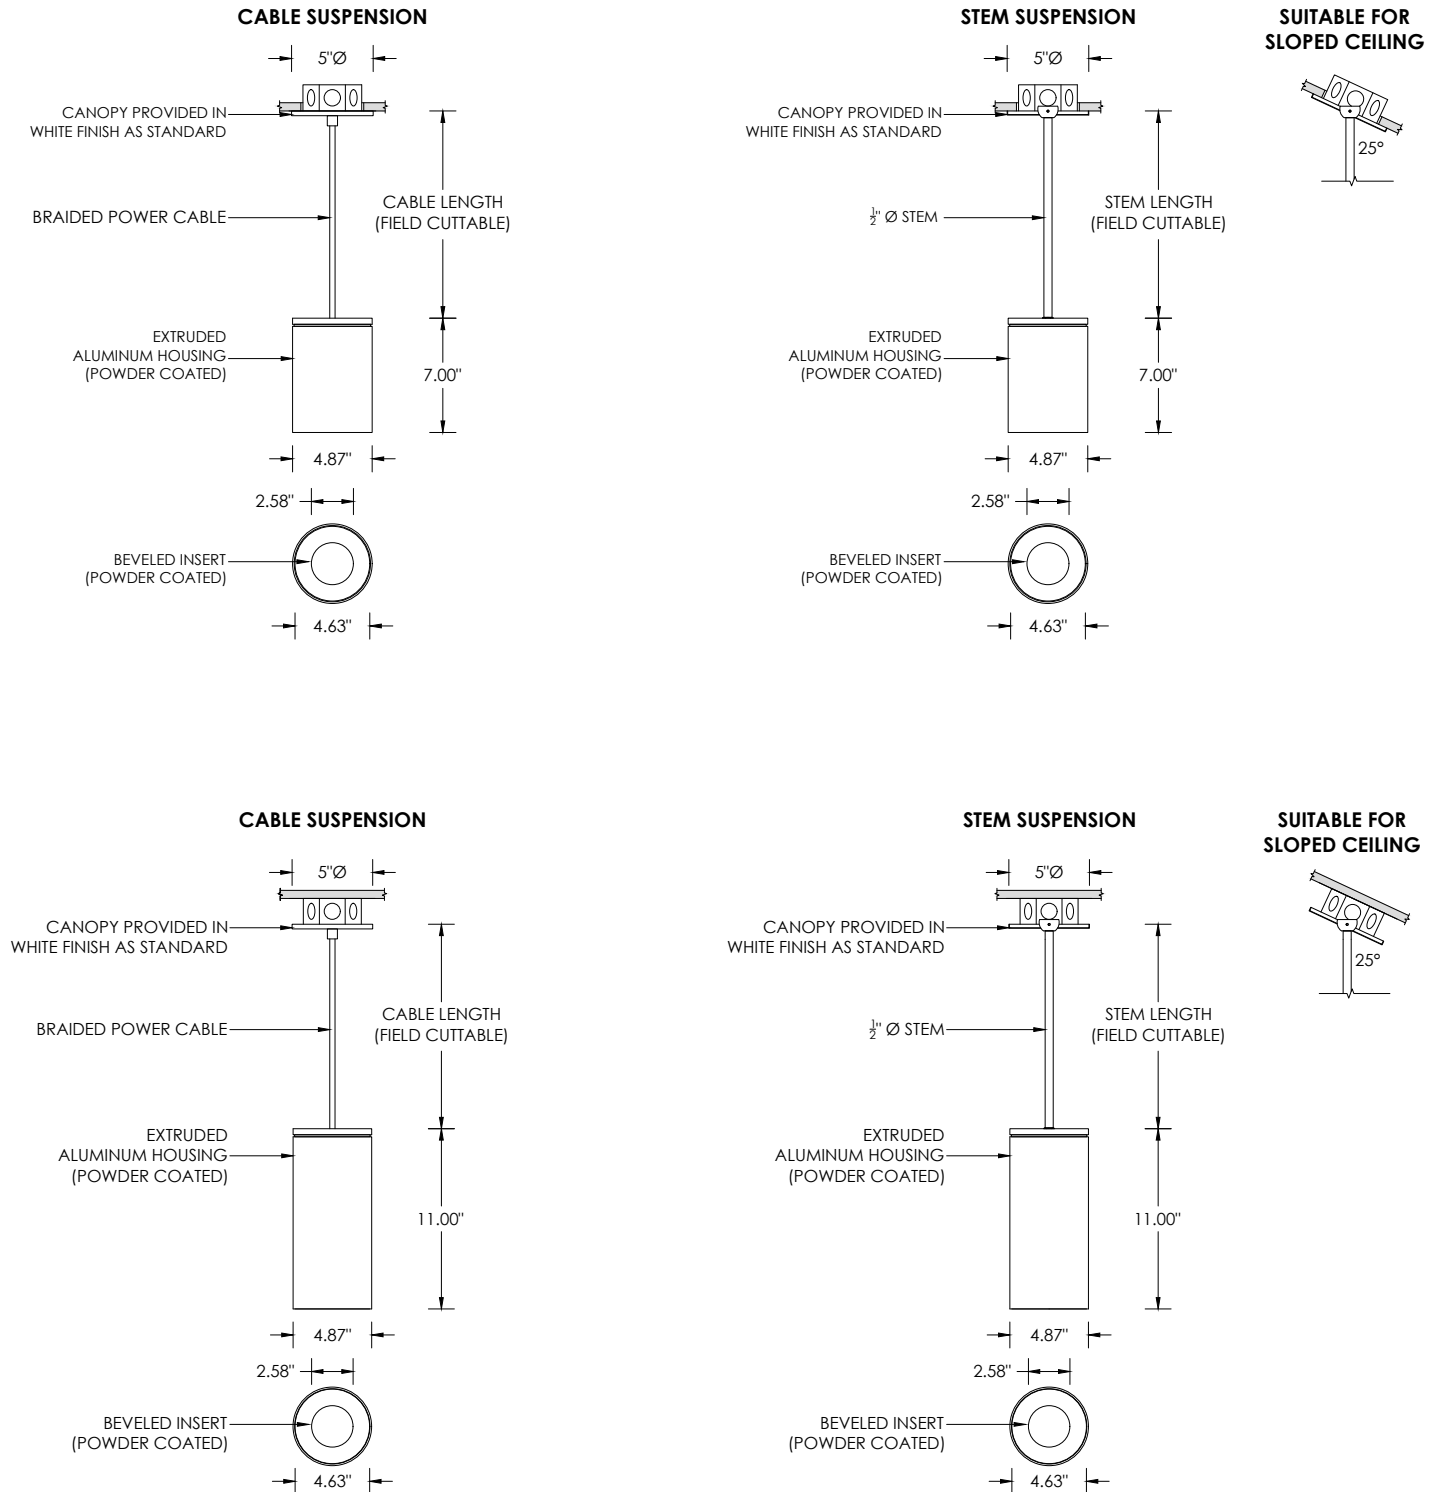 CABLE SUSPENSION
5"Ø
CANOPY PROVIDED IN
WHITE FINISH AS STANDARD
BRAIDED POWER CABLE
CABLE LENGTH
(FIELD CUTTABLE)
EXTRUDED
ALUMINUM HOUSING
(POWDER COATED)
7.00"
4.87"
2.58"
BEVELED INSERT
(POWDER COATED)
4.63"
STEM SUSPENSION
5"Ø
CANOPY PROVIDED IN
WHITE FINISH AS STANDARD
½" Ø STEM
STEM LENGTH
(FIELD CUTTABLE)
EXTRUDED
ALUMINUM HOUSING
(POWDER COATED)
7.00"
4.87"
2.58"
BEVELED INSERT
(POWDER COATED)
4.63"
SUITABLE FOR
SLOPED CEILING
25°
CABLE SUSPENSION
5"Ø
CANOPY PROVIDED IN
WHITE FINISH AS STANDARD
BRAIDED POWER CABLE
CABLE LENGTH
(FIELD CUTTABLE)
EXTRUDED
ALUMINUM HOUSING
(POWDER COATED)
11.00"
4.87"
2.58"
BEVELED INSERT
(POWDER COATED)
4.63"
STEM SUSPENSION
5"Ø
CANOPY PROVIDED IN
WHITE FINISH AS STANDARD
½" Ø STEM
STEM LENGTH
(FIELD CUTTABLE)
EXTRUDED
ALUMINUM HOUSING
(POWDER COATED)
11.00"
4.87"
2.58"
BEVELED INSERT
(POWDER COATED)
4.63"
SUITABLE FOR
SLOPED CEILING
25°